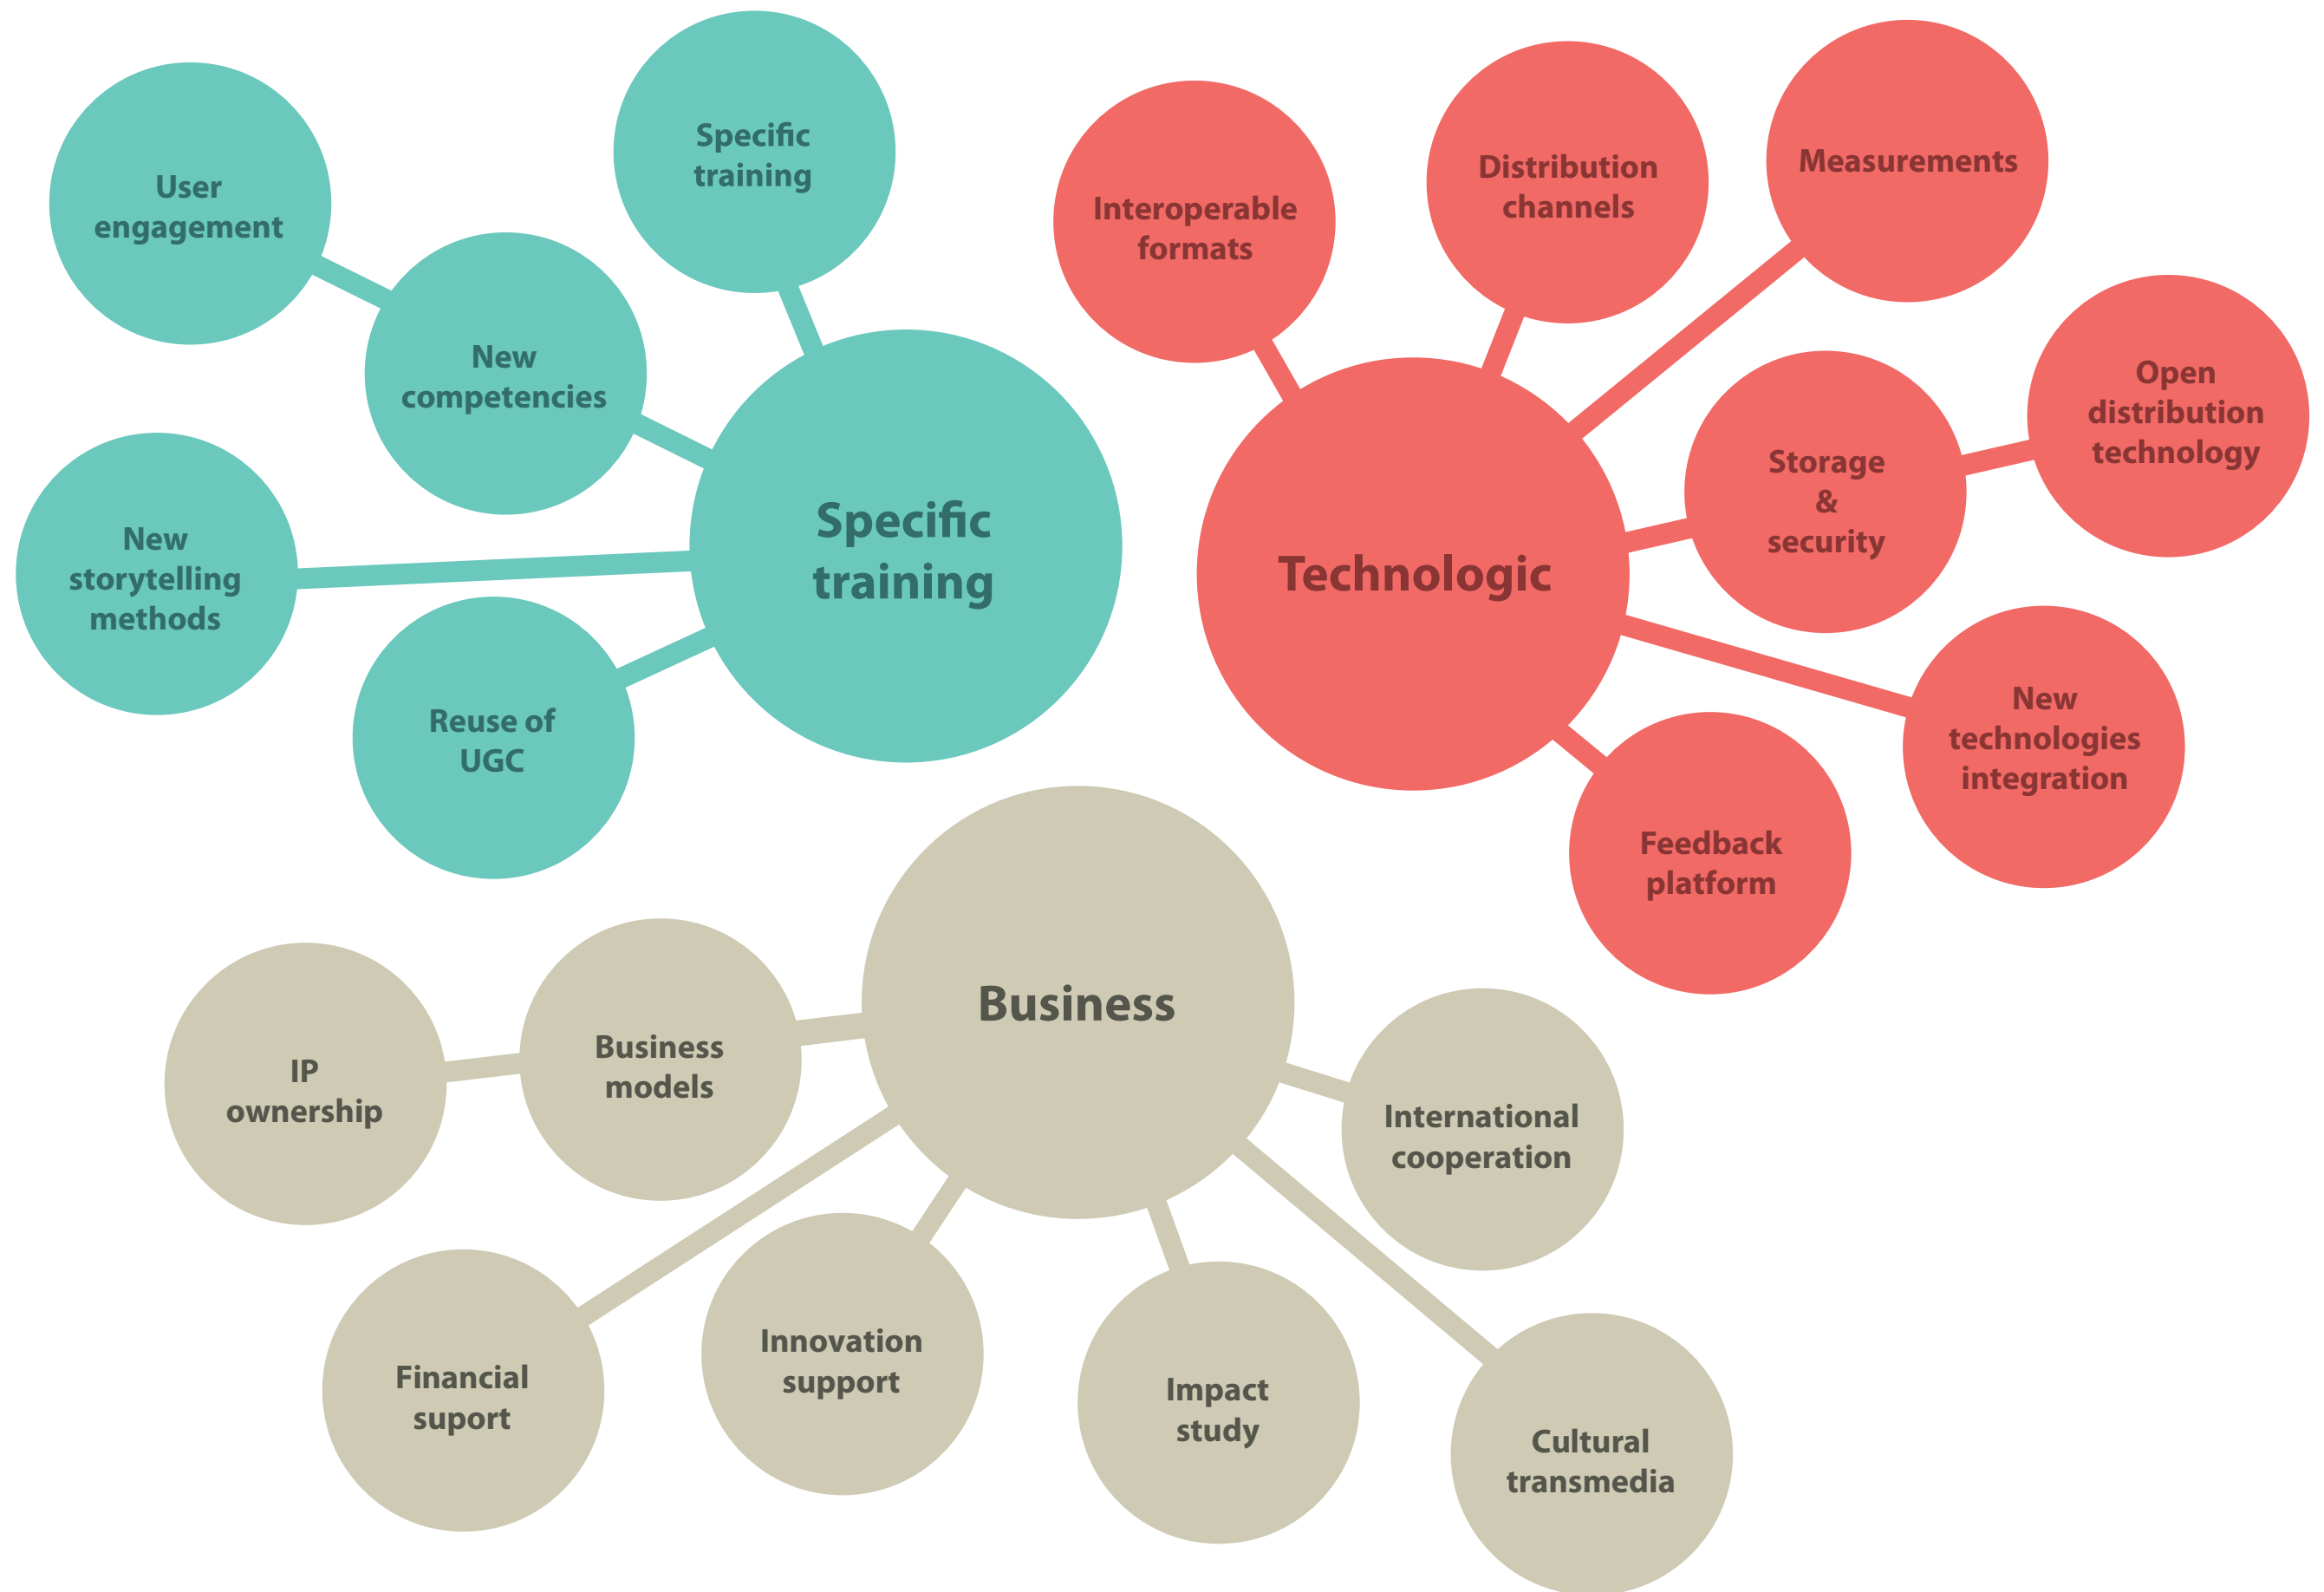 Specific
training
User
engagement
New
competencies
New
storytelling
methods
Reuse of
UGC
Specific
training
Interoperable
formats
Distribution
channels
Measurements
Open
distribution
technology
Storage
&
security
Technologic
New
technologies
integration
Feedback
platform
Business
Business
models
IP
ownership
International
cooperation
Financial
suport
Innovation
support
Impact
study
Cultural
transmedia